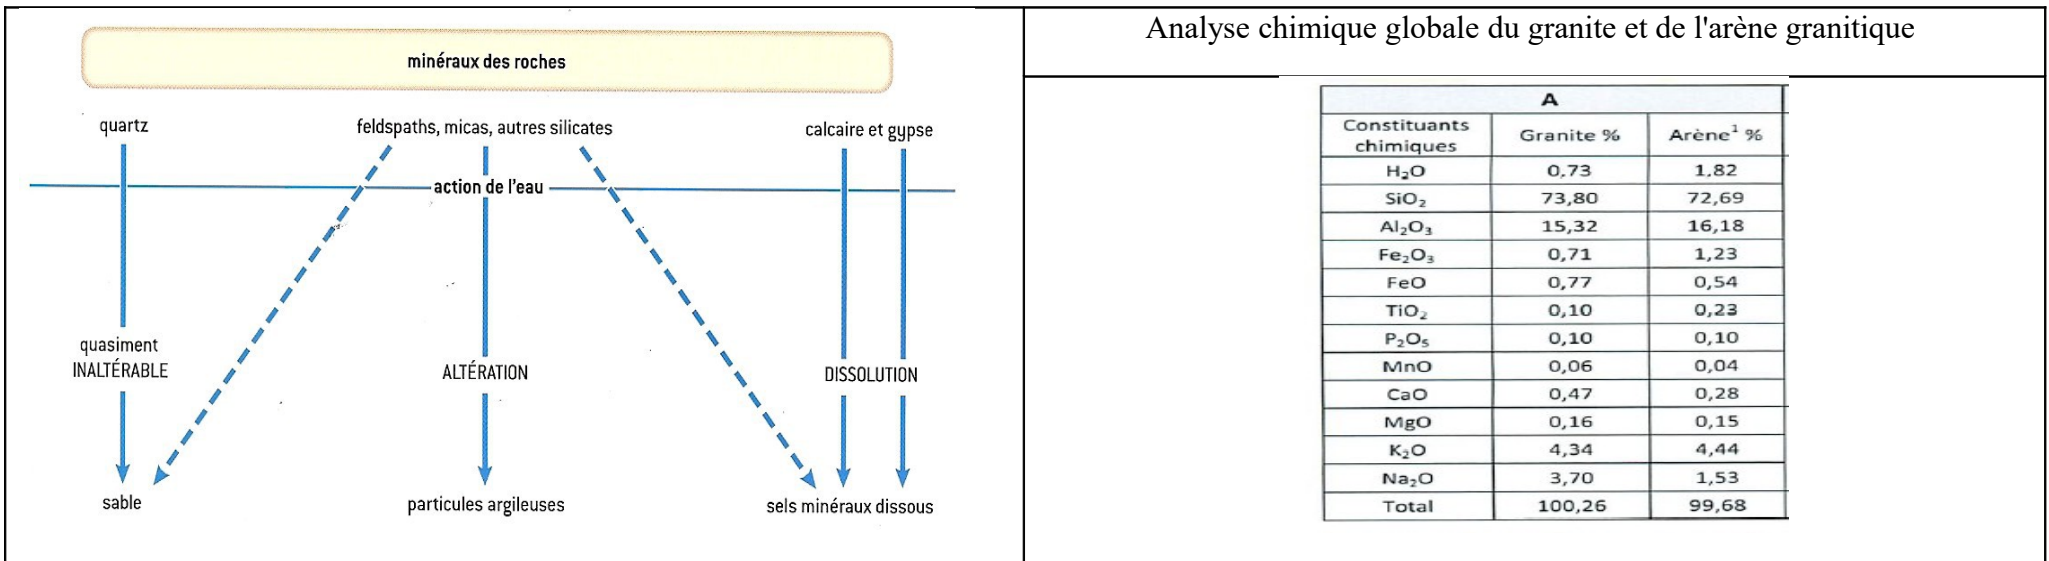 minéraux des roches
quartz
feldspaths, micas, autres silicates
calcaire et gypse
action de l'eau
quasiment
INALTÉRABLE
ALTÉRATION
DISSOLUTION
sable
particules argileuses
sels minéraux dissous
Analyse chimique globale du granite et de l'arène granitique
A
Constituants
chimiques
Granite %
Arène¹ %
H₂O 0,73 1,82
SiO₂ 73,80 72,69
Al₂O₃ 15,32 16,18
Fe₂O₃ 0,71 1,23
FeO 0,77 0,54
TiO₂ 0,10 0,23
P₂O₅ 0,10 0,10
MnO 0,06 0,04
CaO 0,47 0,28
MgO 0,16 0,15
K₂O 4,34 4,44
Na₂O 3,70 1,53
Total 100,26 99,68